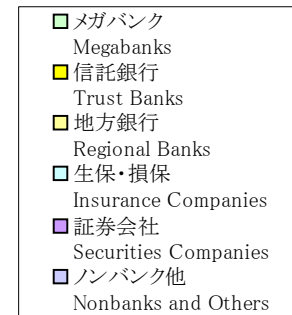 メガバンク
Megabanks
信託銀行
Trust Banks
地方銀行
Regional Banks
生保・損保
Insurance Companies
証券会社
Securities Companies
ノンバンク他
Nonbanks and Others